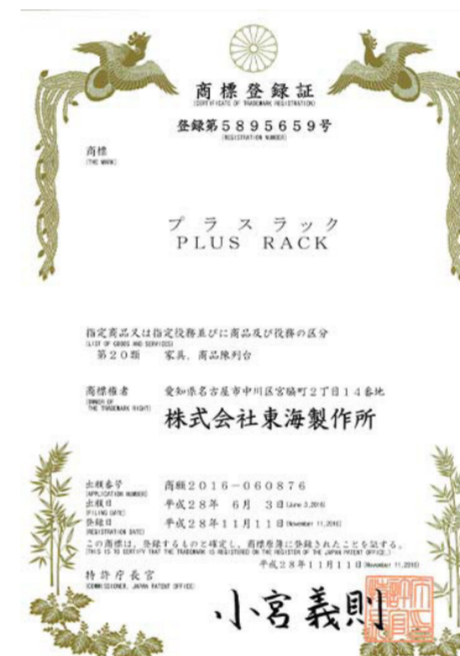 商標登録証
(CERTIFICATE OF TRADEMARK REGISTRATION)
登録第5895659号
(REGISTRATION NUMBER)
商標
(THE MARK)
プラスラック
PLUS RACK
指定商品又は指定役務並びに商品及び役務の区分
(LIST OF GOODS AND SERVICES)
第20類 家具,商品陳列台
商標権者 愛知県名古屋市中川区宮脇町2丁目14番地
(OWNER OF THE TRADEMARK RIGHT)
株式会社東海製作所
出願番号 商願2016-060876
(APPLICATION NUMBER)
出願日 平成28年 6月 3日(June 3,2016)
(FILING DATE)
登録日 平成28年11月11日(November 11,2016)
(REGISTRATION DATE)
この商標は、登録するものと確定し、商標原簿に登録されたことを証する。
(THIS IS TO CERTIFY THAT THE TRADEMARK IS REGISTERED ON THE REGISTER OF THE JAPAN PATENT OFFICE.)
平成28年11月11日(November 11,2016)
特許庁長官
(COMMISSIONER, JAPAN PATENT OFFICE)
小宮義則